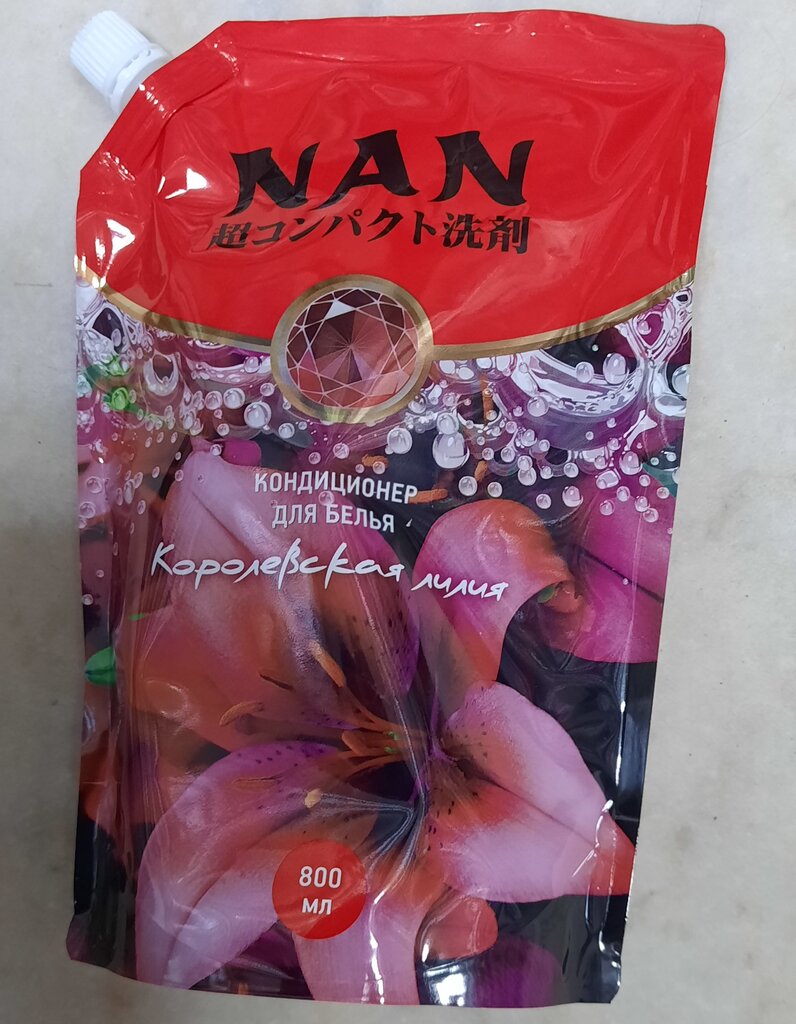 NAN
超コンパクト洗剤
КОНДИЦИОНЕР
ДЛЯ БЕЛЬЯ
Королевская лилия
800
мл